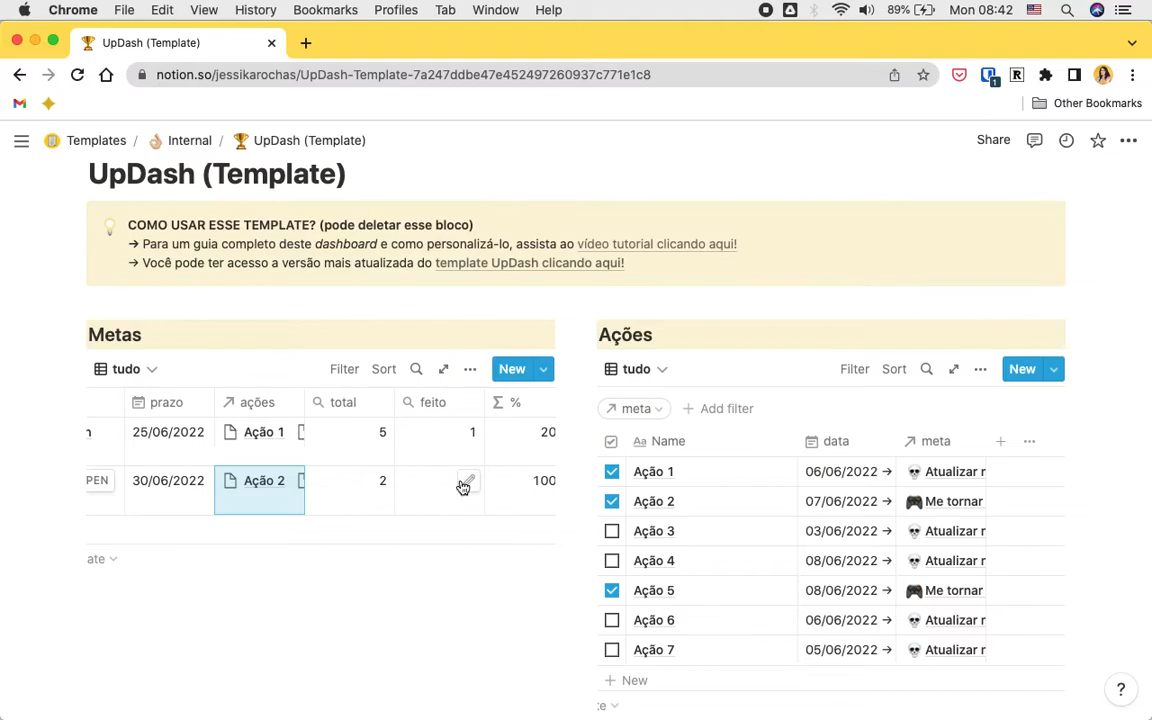 Chrome File Edit View History Bookmarks Profiles Tab Window Help 89% Mon 08:42
UpDash (Template)
notion.so/jessikarochas/UpDash-Template-7a247ddbe47e452497260937c771e1c8
Other Bookmarks
Templates / Internal / UpDash (Template) Share
UpDash (Template)
COMO USAR ESSE TEMPLATE? (pode deletar esse bloco)
→ Para um guia completo deste dashboard e como personalizá-lo, assista ao vídeo tutorial clicando aqui!
→ Você pode ter acesso a versão mais atualizada do template UpDash clicando aqui!
Metas
tudo Filter Sort New
prazo ações total feito %
n 25/06/2022 Ação 1 5 1 20
PEN 30/06/2022 Ação 2 2 100
ate
Ações
tudo Filter Sort New
meta Add filter
Aa Name data meta
Ação 1 06/06/2022 → Atualizar r
Ação 2 07/06/2022 → Me tornar
Ação 3 03/06/2022 → Atualizar r
Ação 4 08/06/2022 → Atualizar r
Ação 5 08/06/2022 → Me tornar
Ação 6 06/06/2022 → Atualizar r
Ação 7 05/06/2022 → Atualizar r
New
te
?